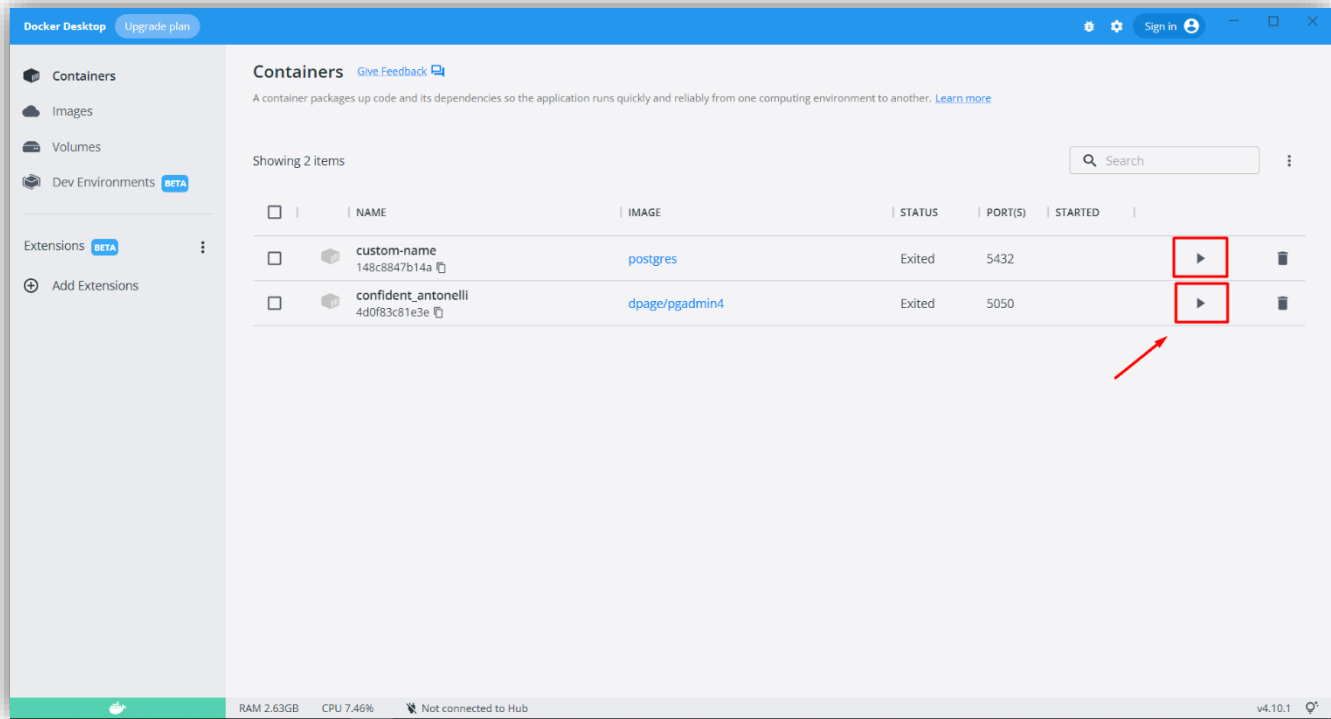 Docker Desktop Upgrade plan Sign in
Containers
Images
Volumes
Dev Environments BETA
Extensions BETA
Add Extensions
Containers Give Feedback
A container packages up code and its dependencies so the application runs quickly and reliably from one computing environment to another. Learn more
Showing 2 items Search
NAME IMAGE STATUS PORT(S) STARTED
custom-name postgres Exited 5432
148c8847b14a
confident_antonelli dpage/pgadmin4 Exited 5050
4d0f83c81e3e
RAM 2.63GB CPU 7.46% Not connected to Hub v4.10.1